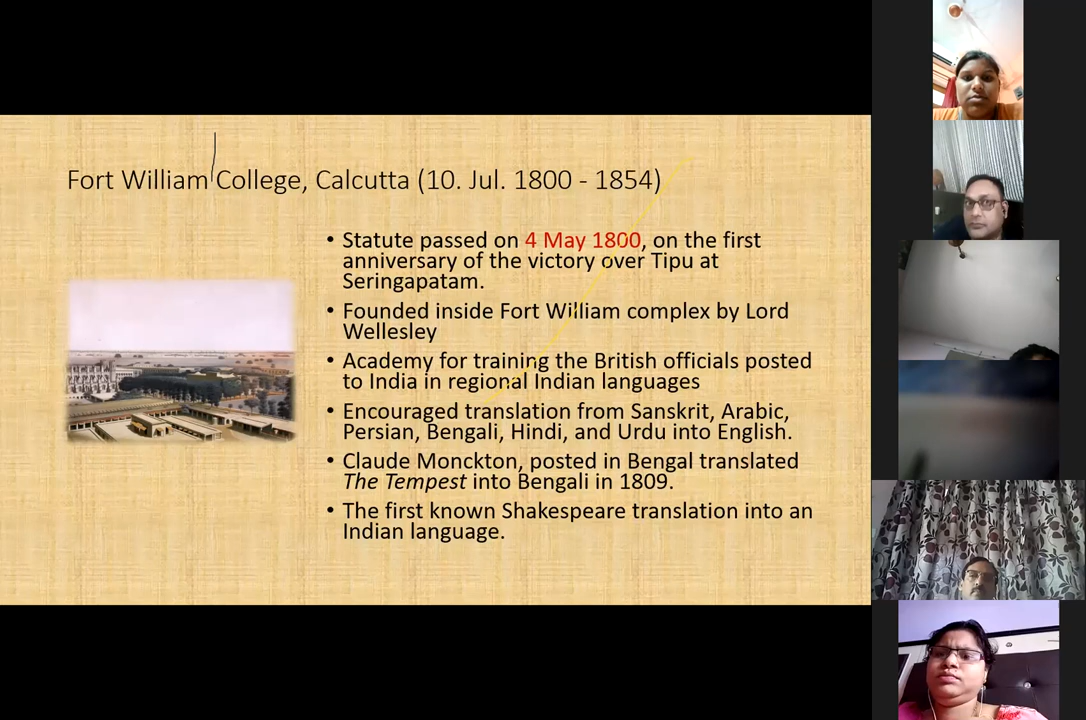 Fort William College, Calcutta (10. Jul. 1800 - 1854)
• Statute passed on 4 May 1800, on the first
anniversary of the victory over Tipu at
Seringapatam.
• Founded inside Fort William complex by Lord
Wellesley
• Academy for training the British officials posted
to India in regional Indian languages
• Encouraged translation from Sanskrit, Arabic,
Persian, Bengali, Hindi, and Urdu into English.
• Claude Monckton, posted in Bengal translated
The Tempest into Bengali in 1809.
• The first known Shakespeare translation into an
Indian language.